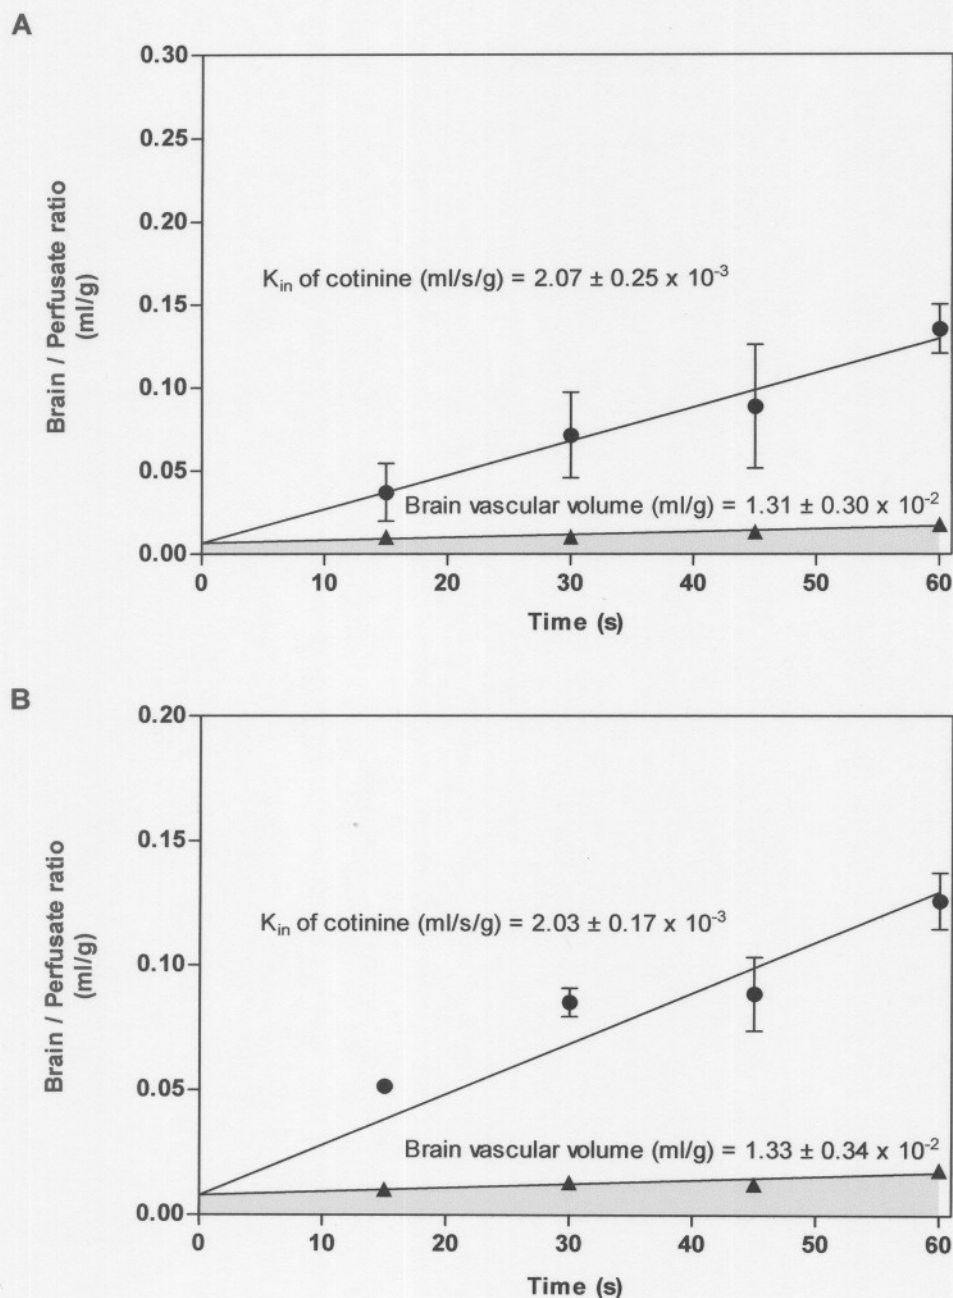 A
0.30
0.25
0.20
0.15
0.10
0.05
0.00
Brain / Perfusate ratio
(ml/g)
K_in of cotinine (ml/s/g) = 2.07 ± 0.25 x 10^-3
Brain vascular volume (ml/g) = 1.31 ± 0.30 x 10^-2
0 10 20 30 40 50 60
Time (s)
B
0.20
0.15
0.10
0.05
0.00
Brain / Perfusate ratio
(ml/g)
K_in of cotinine (ml/s/g) = 2.03 ± 0.17 x 10^-3
Brain vascular volume (ml/g) = 1.33 ± 0.34 x 10^-2
0 10 20 30 40 50 60
Time (s)